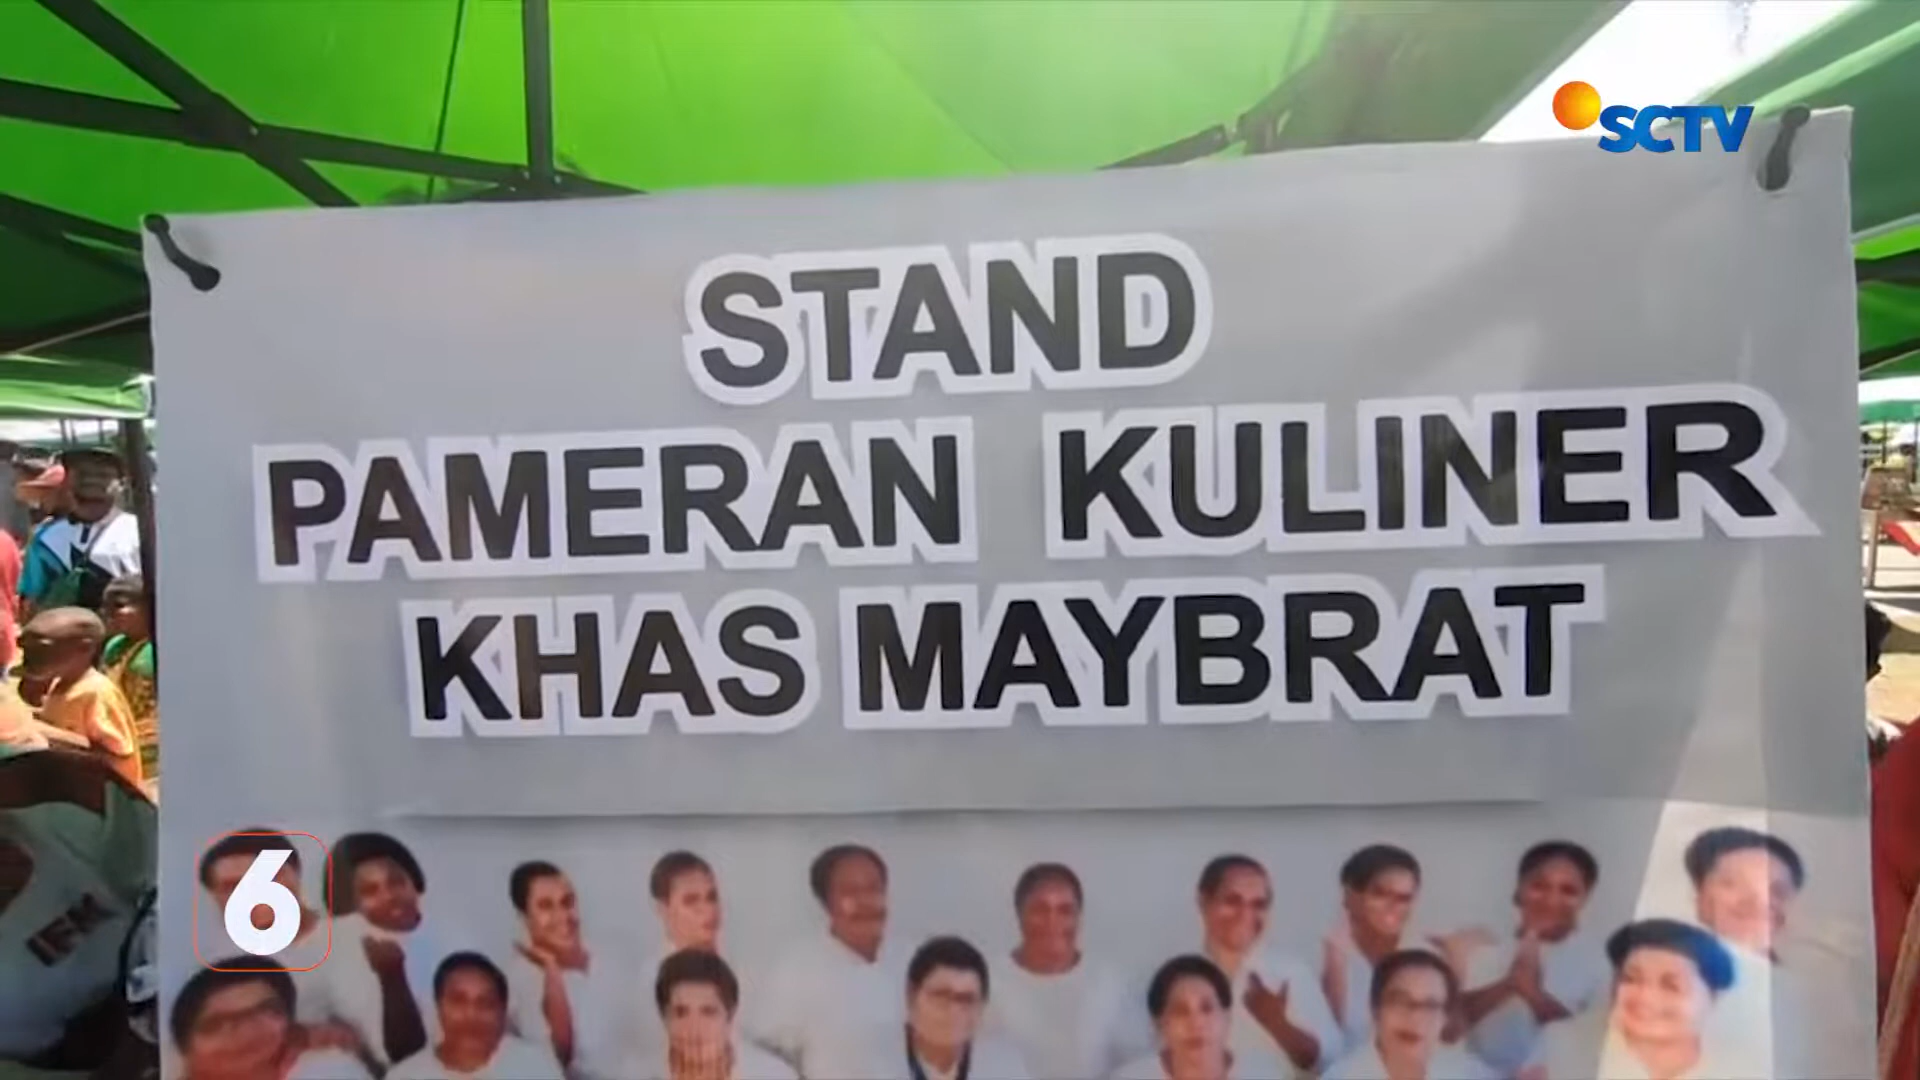 SCTV
STAND
PAMERAN KULINER
KHAS MAYBRAT
6